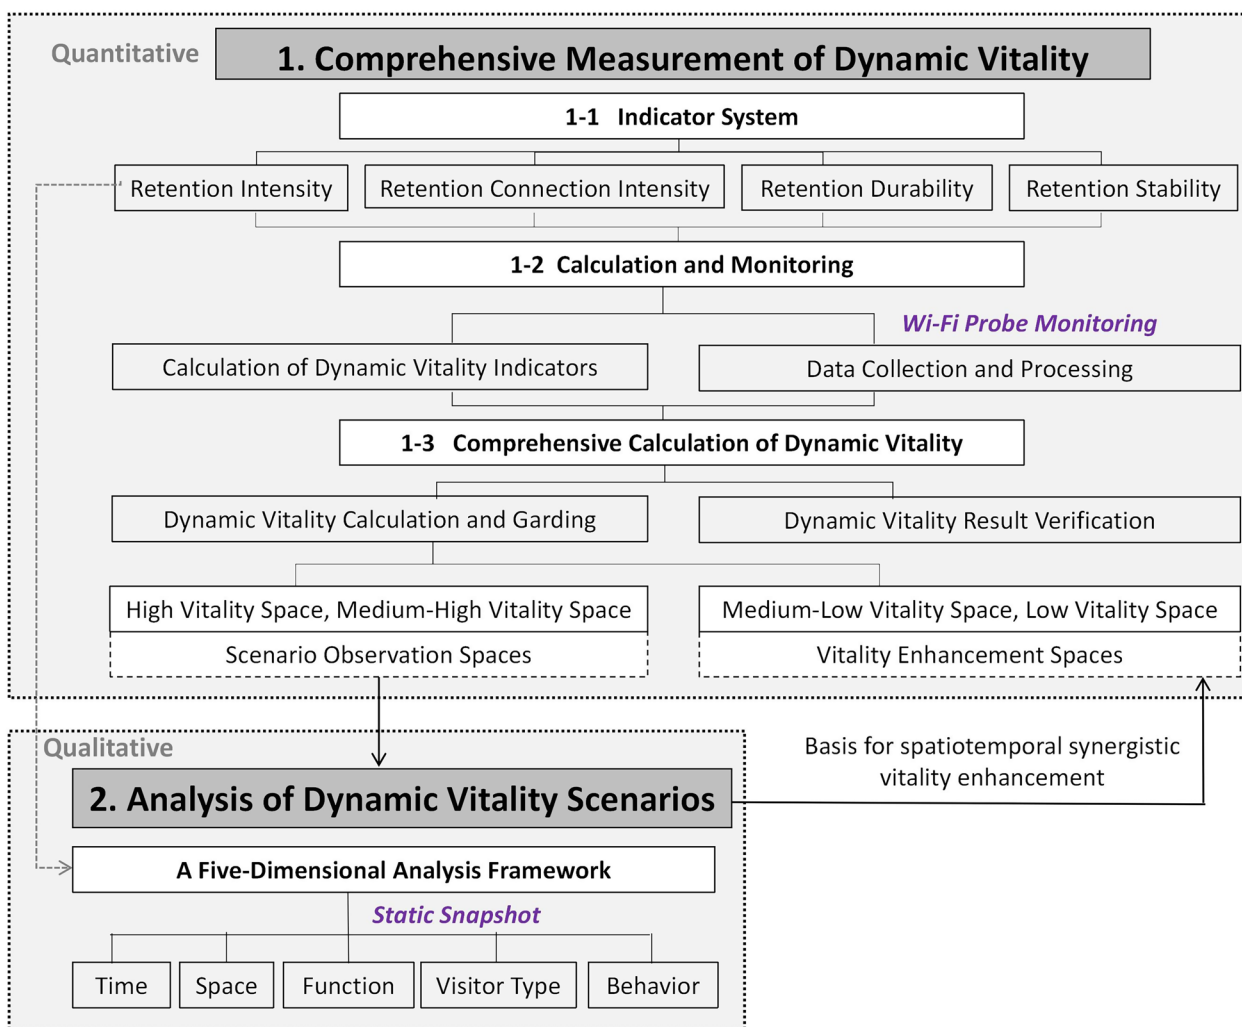 Quantitative
1. Comprehensive Measurement of Dynamic Vitality
1-1 Indicator System
Retention Intensity
Retention Connection Intensity
Retention Durability
Retention Stability
1-2 Calculation and Monitoring
Wi-Fi Probe Monitoring
Calculation of Dynamic Vitality Indicators
Data Collection and Processing
1-3 Comprehensive Calculation of Dynamic Vitality
Dynamic Vitality Calculation and Garding
Dynamic Vitality Result Verification
High Vitality Space, Medium-High Vitality Space
Medium-Low Vitality Space, Low Vitality Space
Scenario Observation Spaces
Vitality Enhancement Spaces
Qualitative
Basis for spatiotemporal synergistic
vitality enhancement
2. Analysis of Dynamic Vitality Scenarios
A Five-Dimensional Analysis Framework
Static Snapshot
Time
Space
Function
Visitor Type
Behavior